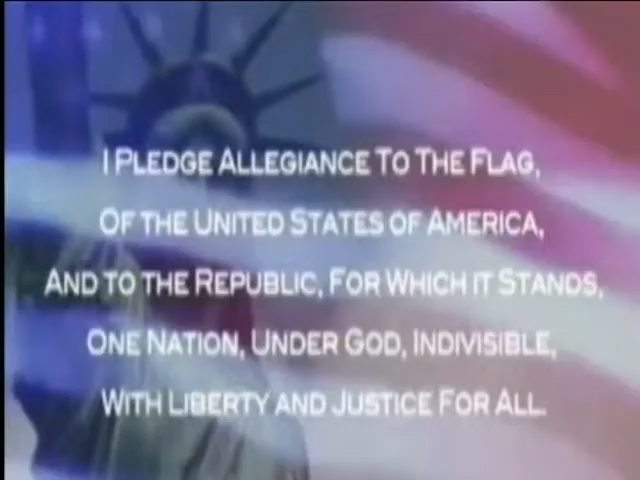 I PLEDGE ALLEGIANCE TO THE FLAG,
OF THE UNITED STATES OF AMERICA,
AND TO THE REPUBLIC, FOR WHICH IT STANDS,
ONE NATION, UNDER GOD, INDIVISIBLE,
WITH LIBERTY AND JUSTICE FOR ALL.